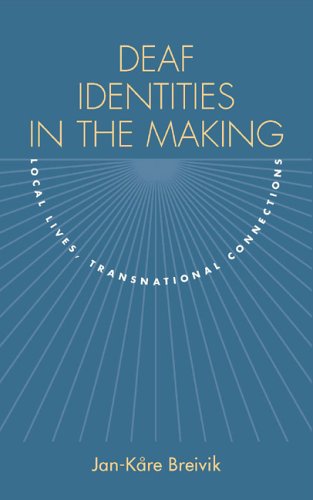 DEAF
IDENTITIES
IN THE MAKING
LOCAL LIVES, TRANSNATIONAL CONNECTIONS
Jan-Kåre Breivik